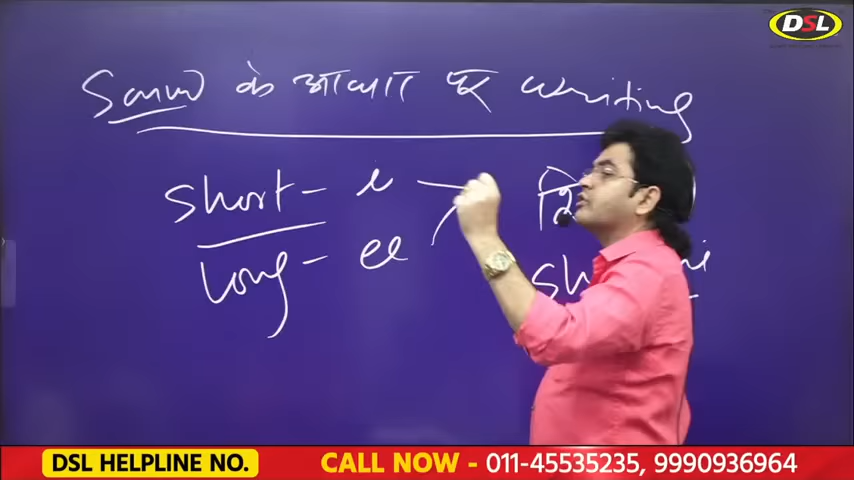 DSL
Sound के आधार पर writing
Short - i
long - ee
DSL HELPLINE NO. CALL NOW - 011-45535235, 9990936964